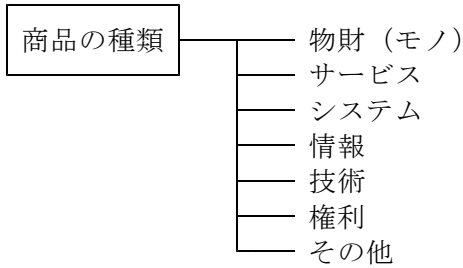 商品の種類
物財（モノ）
サービス
システム
情報
技術
権利
その他